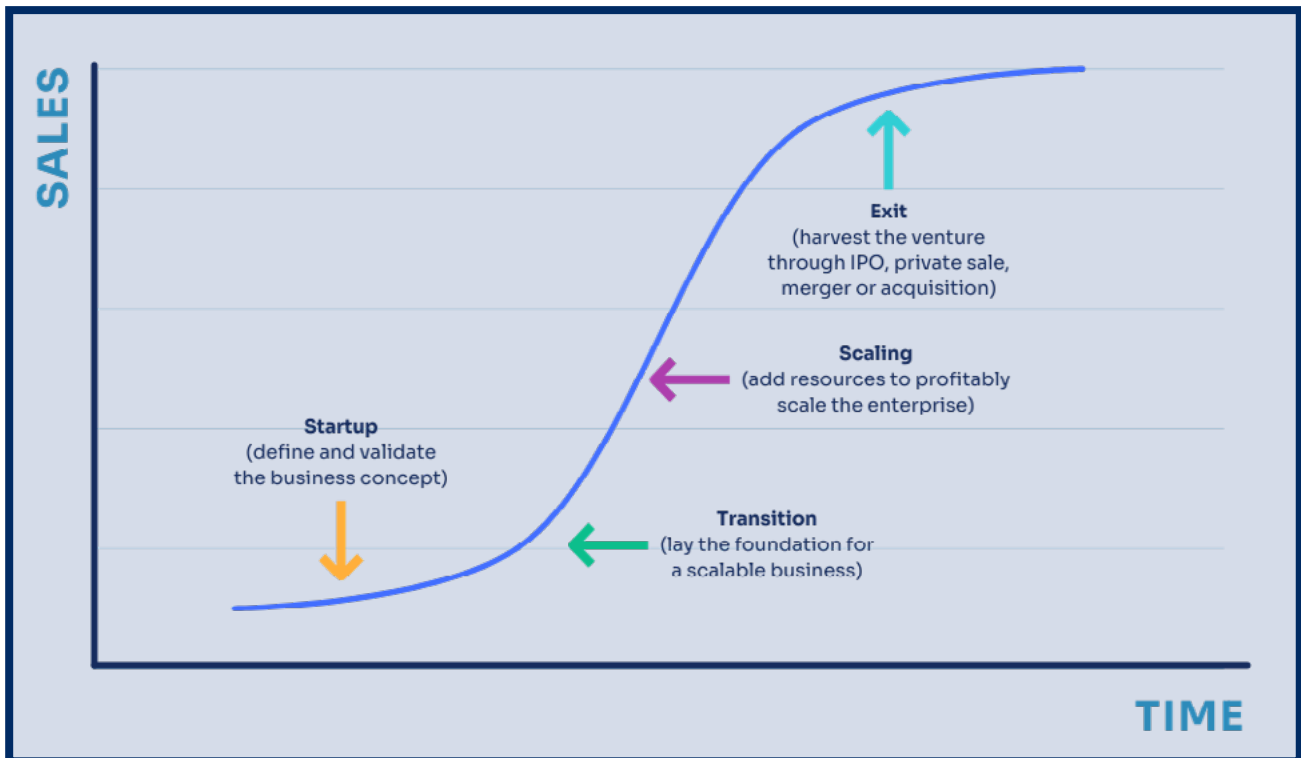 SALES
Exit
(harvest the venture
through IPO, private sale,
merger or acquisition)
Scaling
(add resources to profitably
scale the enterprise)
Startup
(define and validate
the business concept)
Transition
(lay the foundation for
a scalable business)
TIME